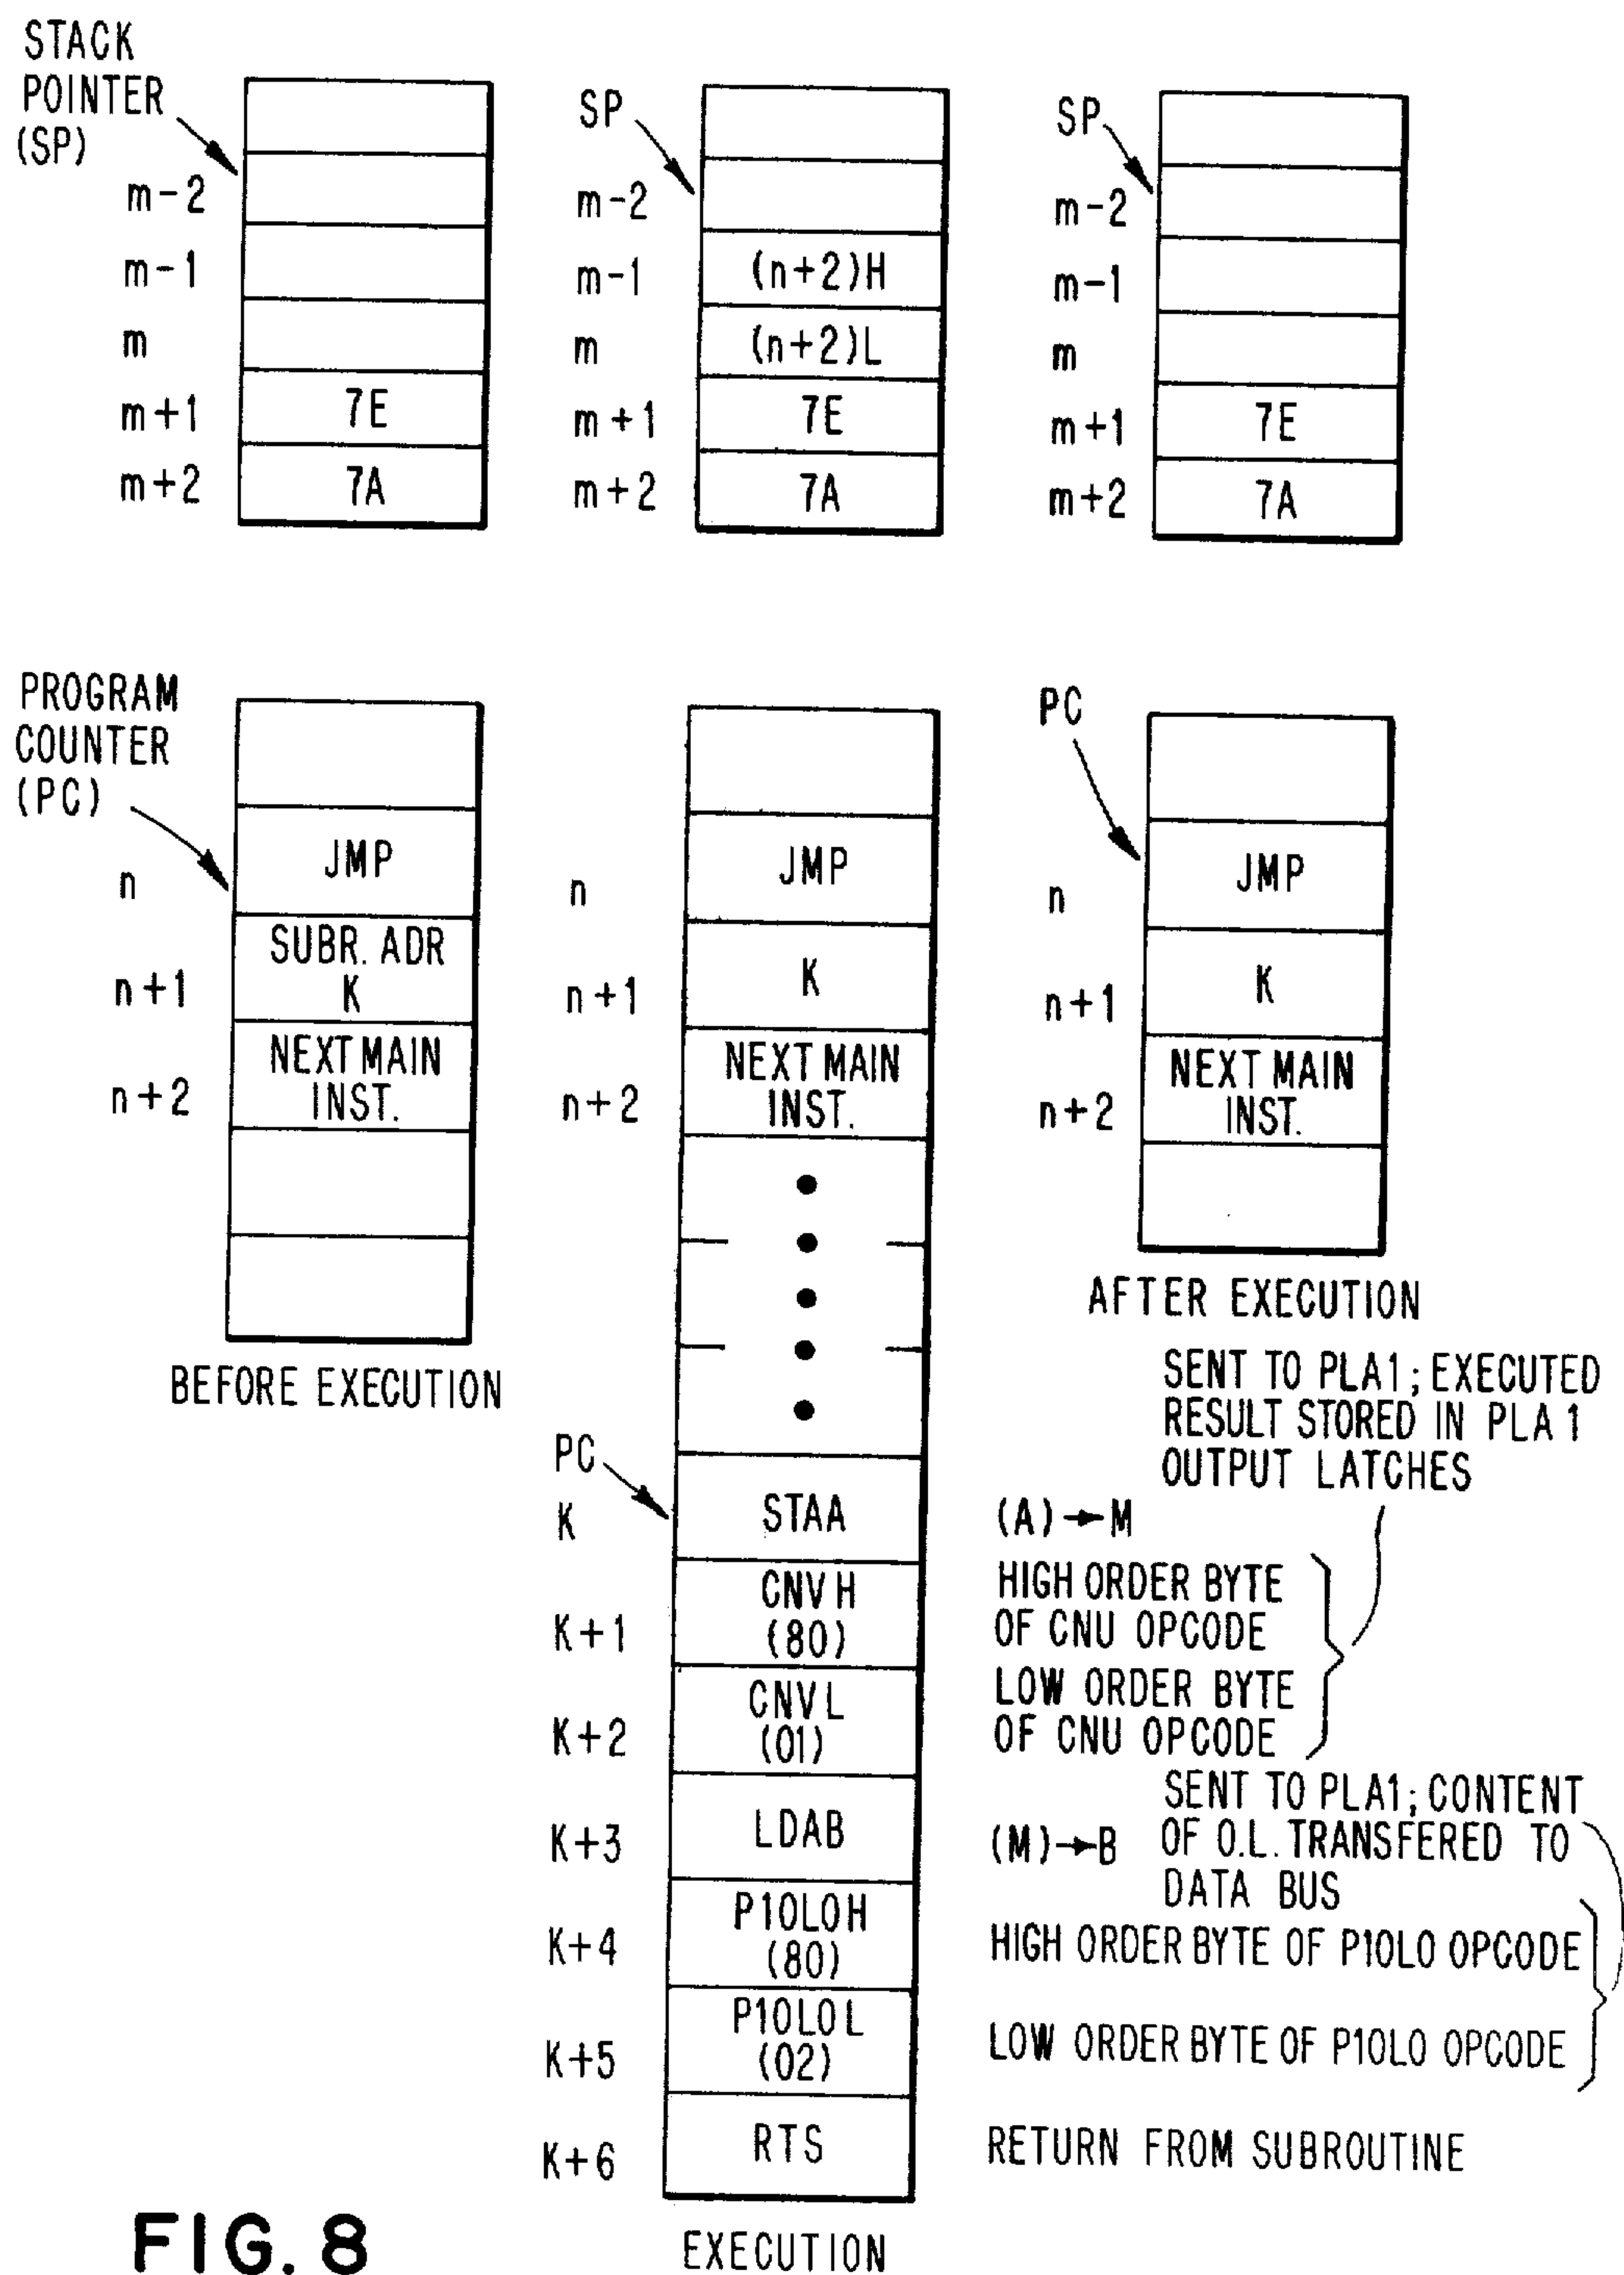 STACK
POINTER
(SP)
m-2
m-1
m
m+1 7E
m+2 7A
SP
m-2
m-1 (n+2)H
m (n+2)L
m+1 7E
m+2 7A
SP
m-2
m-1
m
m+1 7E
m+2 7A
PROGRAM
COUNTER
(PC)
n JMP
SUBR. ADR
n+1 K
NEXT MAIN
n+2 INST.
BEFORE EXECUTION
n JMP
n+1 K
NEXT MAIN
n+2 INST.
PC
K STAA
CNVH
K+1 (80)
CNVL
K+2 (01)
K+3 LDAB
P10L0H
K+4 (80)
P10L0L
K+5 (02)
K+6 RTS
EXECUTION
PC
n JMP
n+1 K
NEXT MAIN
n+2 INST.
AFTER EXECUTION
SENT TO PLA1; EXECUTED
RESULT STORED IN PLA 1
OUTPUT LATCHES
(A)→M
HIGH ORDER BYTE
OF CNU OPCODE
LOW ORDER BYTE
OF CNU OPCODE
SENT TO PLA1; CONTENT
OF O.L. TRANSFERED TO
DATA BUS
(M)→B
HIGH ORDER BYTE OF P10L0 OPCODE
LOW ORDER BYTE OF P10L0 OPCODE
RETURN FROM SUBROUTINE
FIG. 8